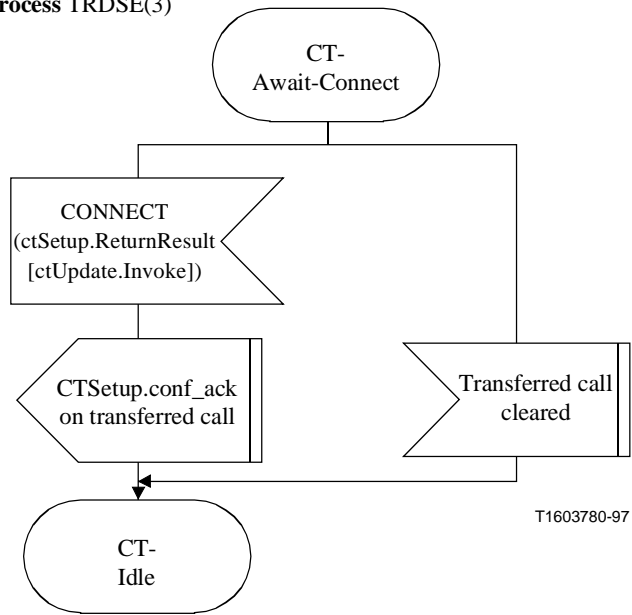 rocess TRDSE(3)
CT-
Await-Connect
CONNECT
(ctSetup.ReturnResult
[ctUpdate.Invoke])
CTSetup.conf_ack
on transferred call
Transferred call
cleared
T1603780-97
CT-
Idle